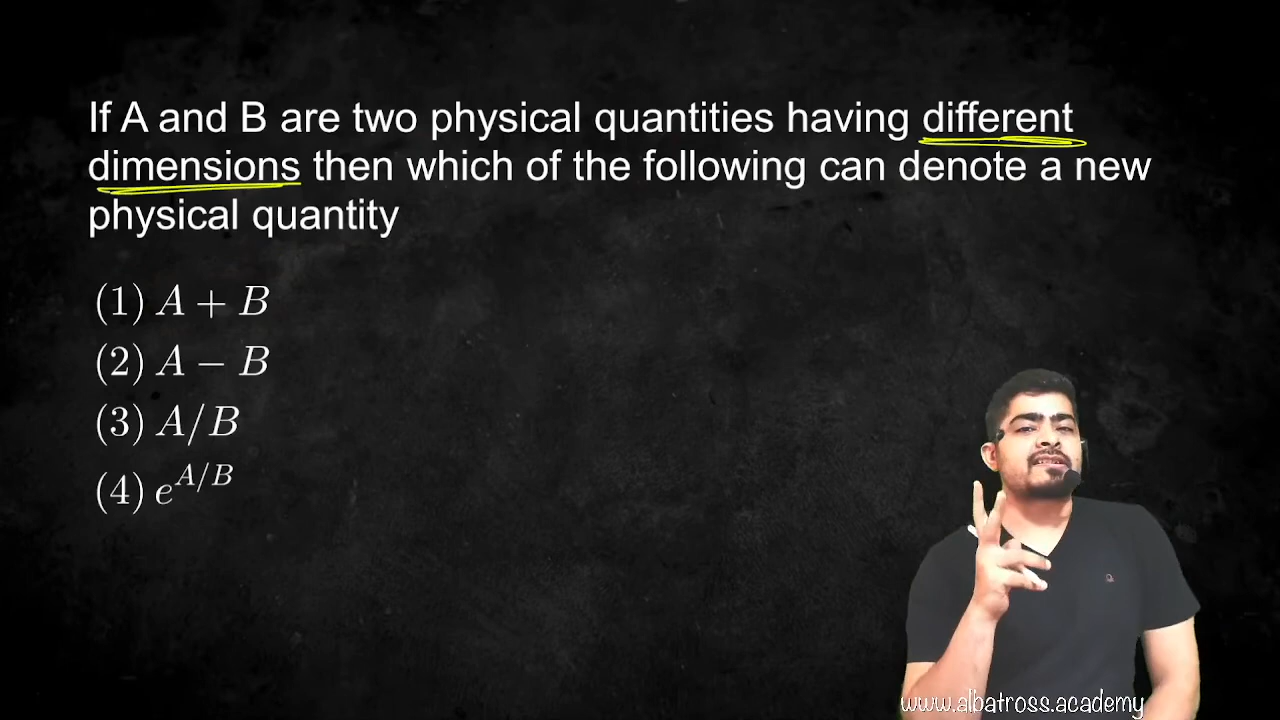 If A and B are two physical quantities having different
dimensions then which of the following can denote a new
physical quantity
(1) A + B
(2) A − B
(3) A/B
(4) e^{A/B}
www.albatross.academy